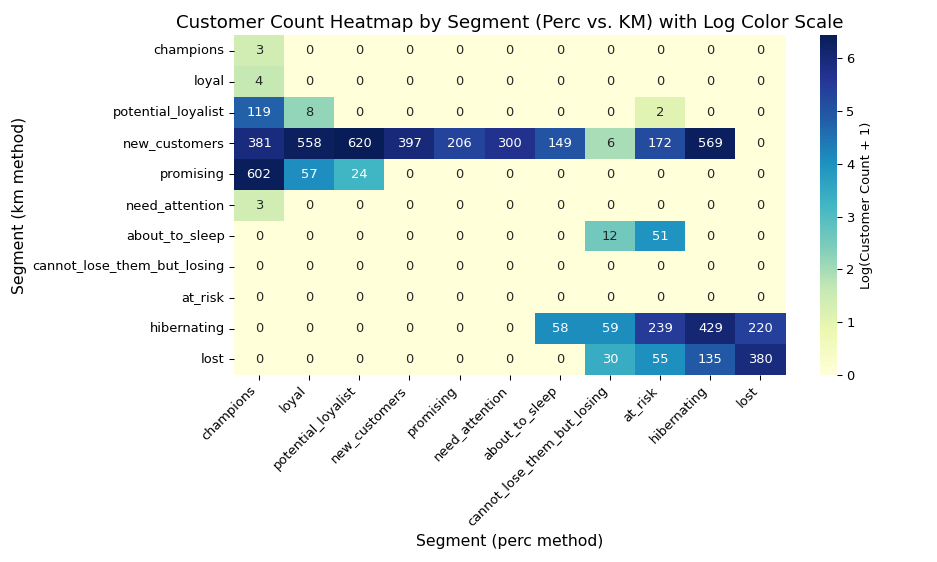 Customer Count Heatmap by Segment (Perc vs. KM) with Log Color Scale
Segment (km method)
champions 3 0 0 0 0 0 0 0 0 0 0
loyal 4 0 0 0 0 0 0 0 0 0 0
potential_loyalist 119 8 0 0 0 0 0 0 2 0 0
new_customers 381 558 620 397 206 300 149 6 172 569 0
promising 602 57 24 0 0 0 0 0 0 0 0
need_attention 3 0 0 0 0 0 0 0 0 0 0
about_to_sleep 0 0 0 0 0 0 0 12 51 0 0
cannot_lose_them_but_losing 0 0 0 0 0 0 0 0 0 0 0
at_risk 0 0 0 0 0 0 0 0 0 0 0
hibernating 0 0 0 0 0 0 58 59 239 429 220
lost 0 0 0 0 0 0 0 30 55 135 380
champions
loyal
potential_loyalist
new_customers
promising
need_attention
about_to_sleep
cannot_lose_them_but_losing
at_risk
hibernating
lost
Segment (perc method)
6
5
4
3
2
1
0
Log(Customer Count + 1)